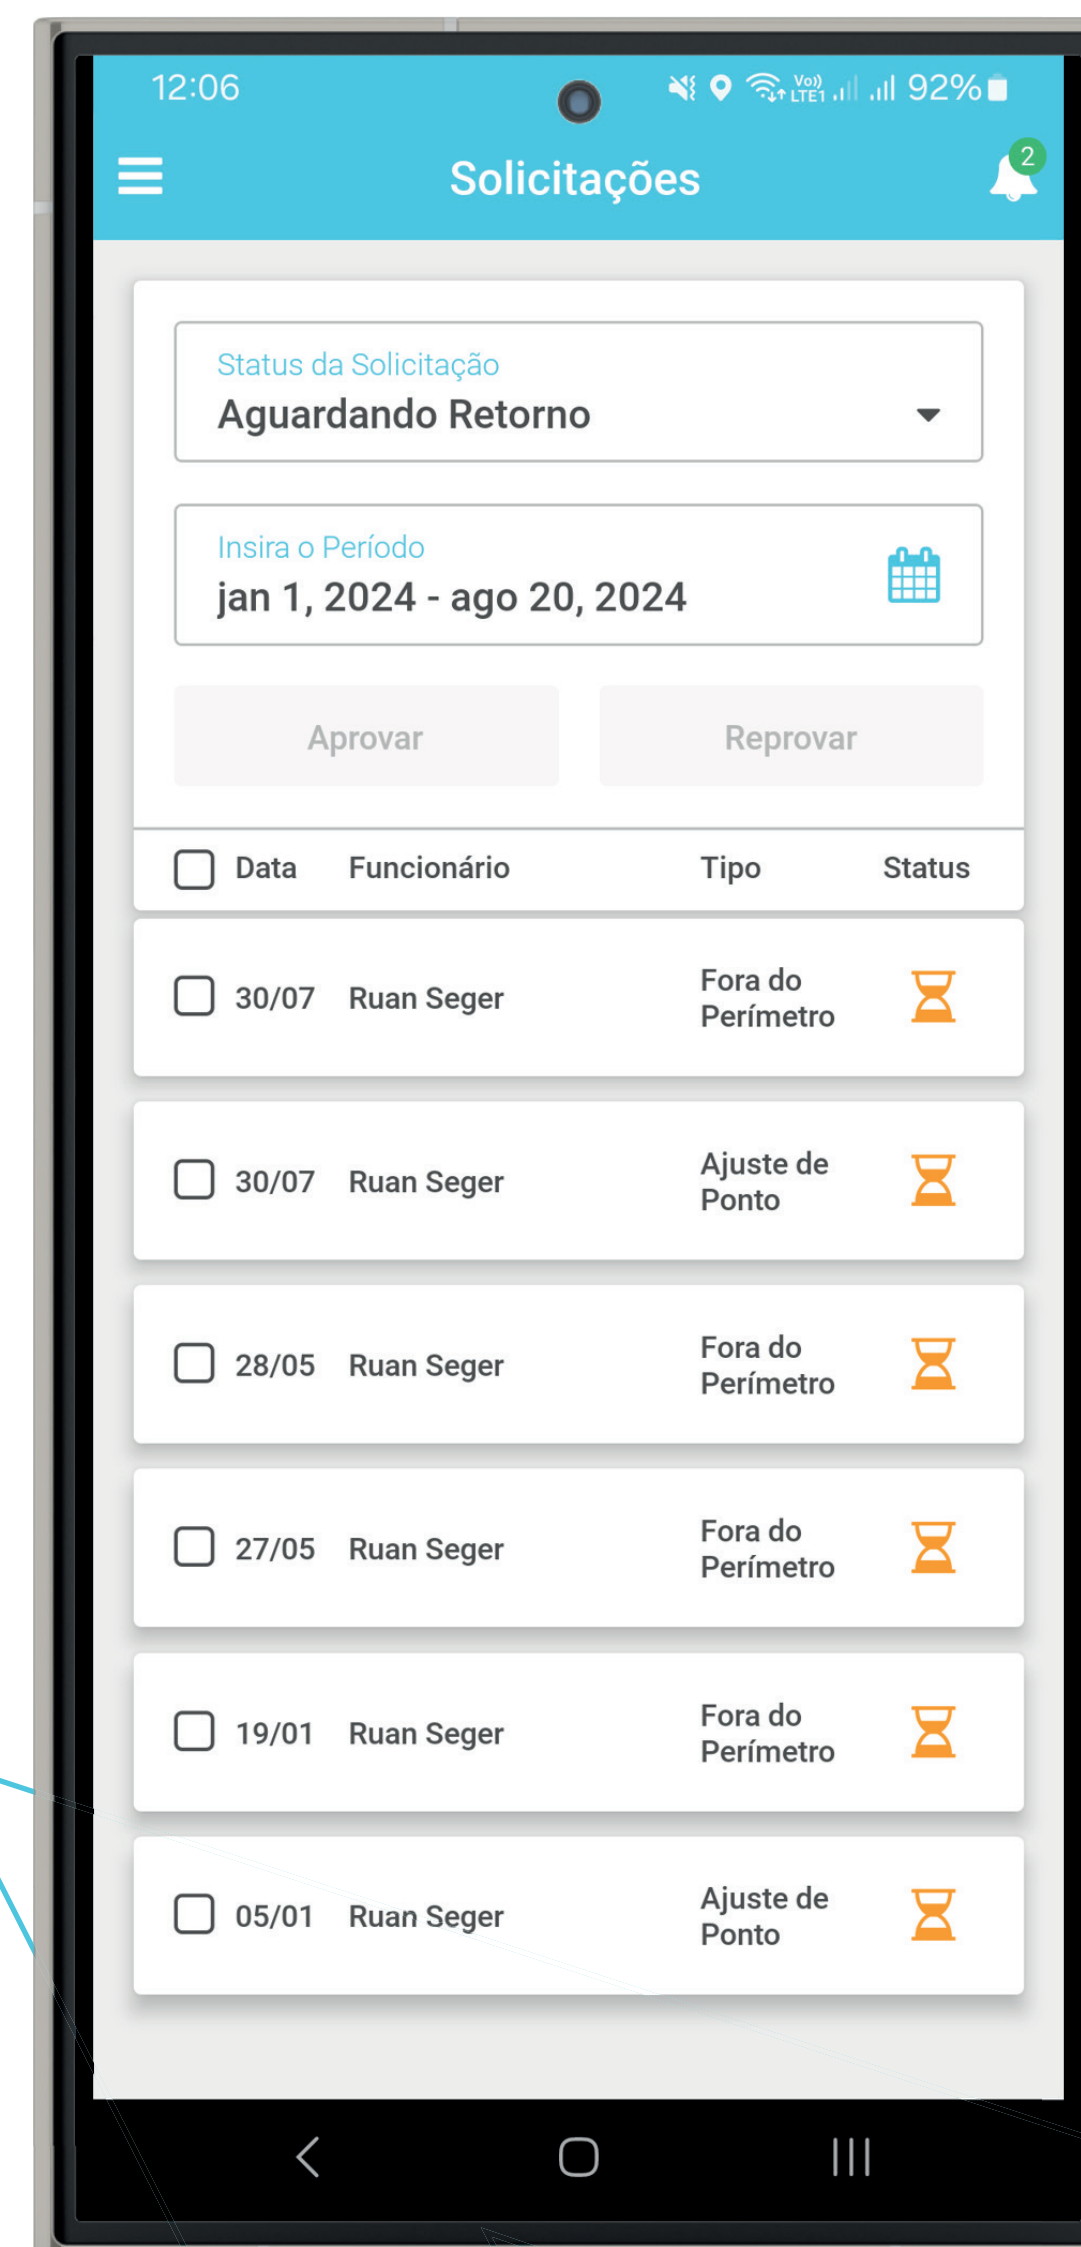 12:06 Vo)) LTE1 92%
Solicitações 2
Status da Solicitação
Aguardando Retorno
Insira o Período
jan 1, 2024 - ago 20, 2024
Aprovar Reprovar
Data Funcionário Tipo Status
30/07 Ruan Seger Fora do
Perímetro
30/07 Ruan Seger Ajuste de
Ponto
28/05 Ruan Seger Fora do
Perímetro
27/05 Ruan Seger Fora do
Perímetro
19/01 Ruan Seger Fora do
Perímetro
05/01 Ruan Seger Ajuste de
Ponto